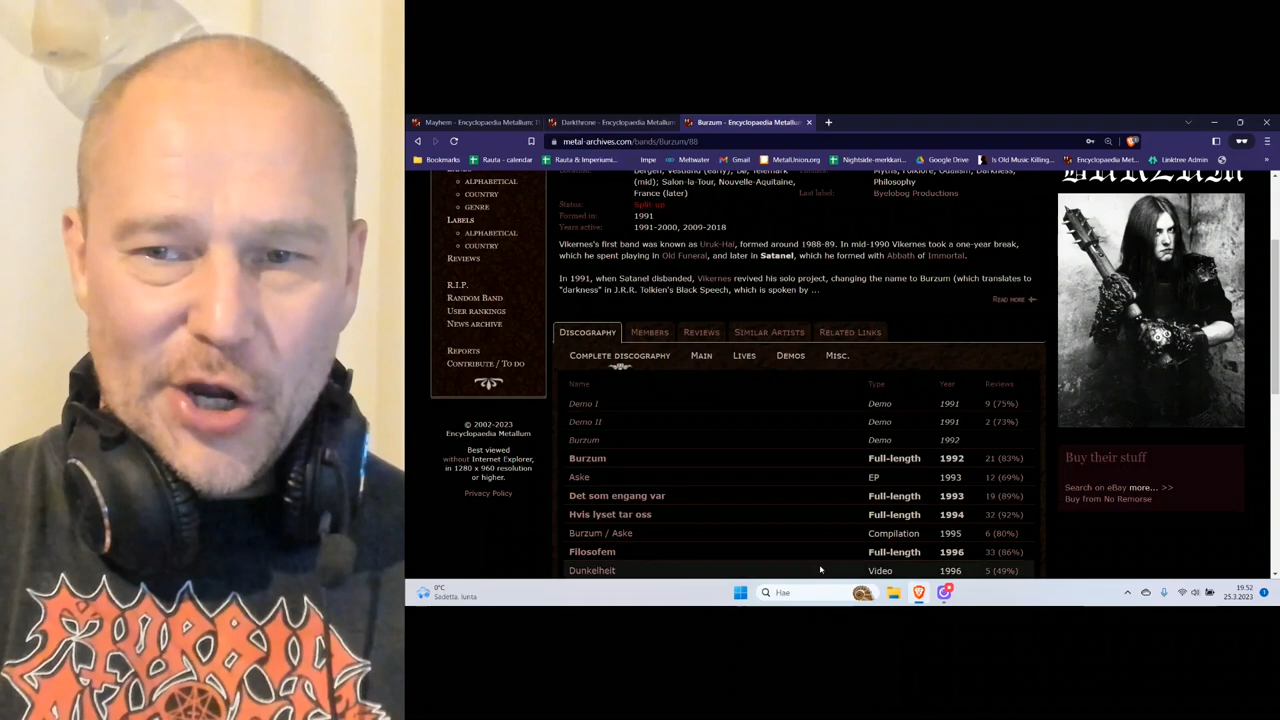 Mayhem - Encyclopaedia Metallum: T
Darkthrone - Encyclopaedia Metallum
Burzum - Encyclopaedia Metallum
metal-archives.com/bands/Burzum/88
Bookmarks
Rauta - calendar
Rauta & Imperiumi...
Impe
Meltwater
Gmail
MetalUnion.org
Nightside-merkkari...
Google Drive
Is Old Music Killing...
Encyclopaedia Met...
Linktree Admin
ALPHABETICAL
COUNTRY
GENRE
LABELS
ALPHABETICAL
COUNTRY
REVIEWS
R.I.P.
RANDOM BAND
USER RANKINGS
NEWS ARCHIVE
REPORTS
CONTRIBUTE / TO DO
© 2002-2023
Encyclopaedia Metallum
Best viewed
without Internet Explorer,
in 1280 x 960 resolution
or higher.
Privacy Policy
(mid); Salon-la-Tour, Nouvelle-Aquitaine,
France (later)
Status:
Split-up
Formed in:
1991
Years active:
1991-2000, 2009-2018
Philosophy
Last label:
Byelobog Productions
Vikernes's first band was known as Uruk-Hai, formed around 1988-89. In mid-1990 Vikernes took a one-year break,
which he spent playing in Old Funeral, and later in Satanel, which he formed with Abbath of Immortal.
In 1991, when Satanel disbanded, Vikernes revived his solo project, changing the name to Burzum (which translates to
"darkness" in J.R.R. Tolkien's Black Speech, which is spoken by ...
READ MORE
DISCOGRAPHY MEMBERS REVIEWS SIMILAR ARTISTS RELATED LINKS
COMPLETE DISCOGRAPHY MAIN LIVES DEMOS MISC.
Name Type Year Reviews
Demo I Demo 1991 9 (75%)
Demo II Demo 1991 2 (73%)
Burzum Demo 1992
Burzum Full-length 1992 21 (83%)
Aske EP 1993 12 (69%)
Det som engang var Full-length 1993 19 (89%)
Hvis lyset tar oss Full-length 1994 32 (92%)
Burzum / Aske Compilation 1995 6 (80%)
Filosofem Full-length 1996 33 (86%)
Dunkelheit Video 1996 5 (49%)
BURZUM
Buy their stuff
Search on eBay more... >>
Buy from No Remorse
0°C
Sadetta, lunta
Hae
19.52
25.3.2023
MORBID